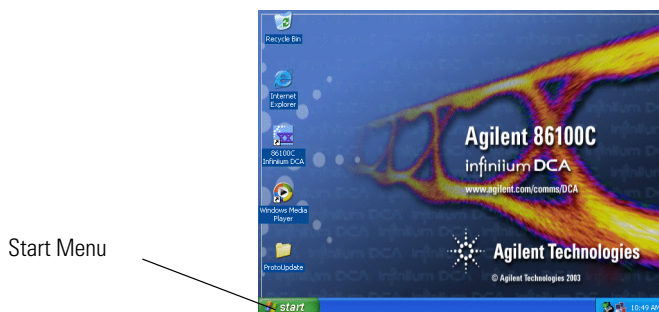 Recycle Bin
Internet
Explorer
86100C
Infiniium DCA
Windows Media
Player
ProtoUpdate
Agilent 86100C
infiniium DCA
www.agilent.com/comms/DCA
Agilent Technologies
© Agilent Technologies 2003
Start Menu
start
10:49 AM